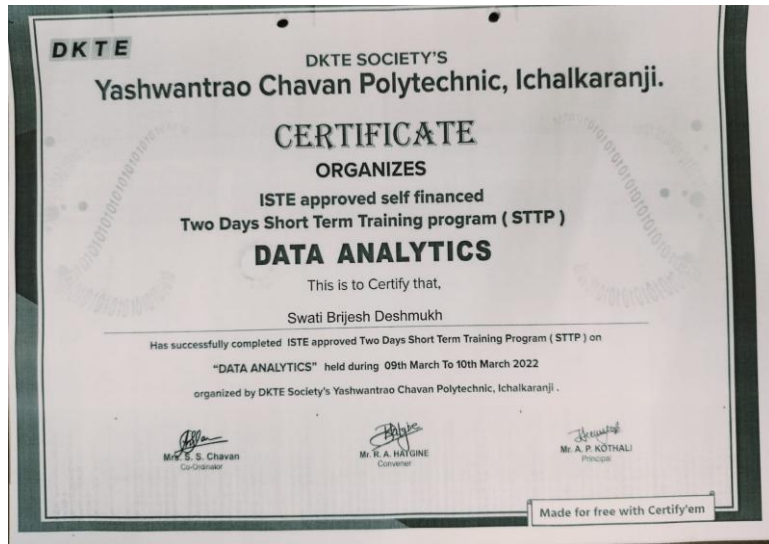 DKTE
DKTE SOCIETY'S
Yashwantrao Chavan Polytechnic, Ichalkaranji.
CERTIFICATE
ORGANIZES
ISTE approved self financed
Two Days Short Term Training program ( STTP )
DATA ANALYTICS
This is to Certify that,
Swati Brijesh Deshmukh
Has successfully completed ISTE approved Two Days Short Term Training Program ( STTP ) on
“DATA ANALYTICS” held during 09th March To 10th March 2022
organized by DKTE Society's Yashwantrao Chavan Polytechnic, Ichalkaranji .
S. S. Chavan
Co-Ordinator
Mr. R. A. HATGINE
Convener
Mr. A. P. KOTHALI
Principal
Made for free with Certify'em